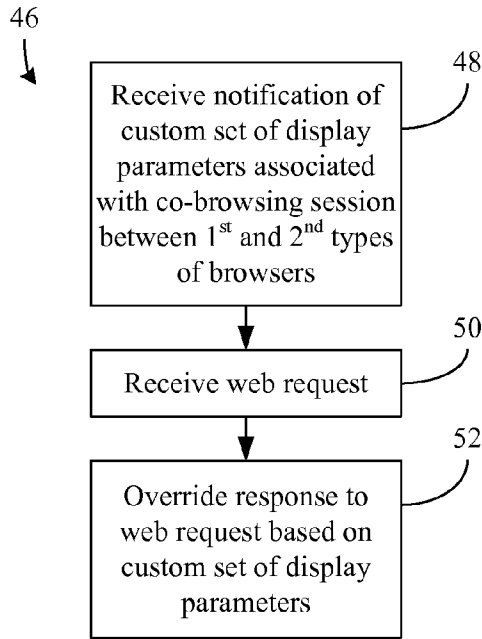 46
48
Receive notification of
custom set of display
parameters associated
with co-browsing session
between 1st and 2nd types
of browsers
50
Receive web request
52
Override response to
web request based on
custom set of display
parameters